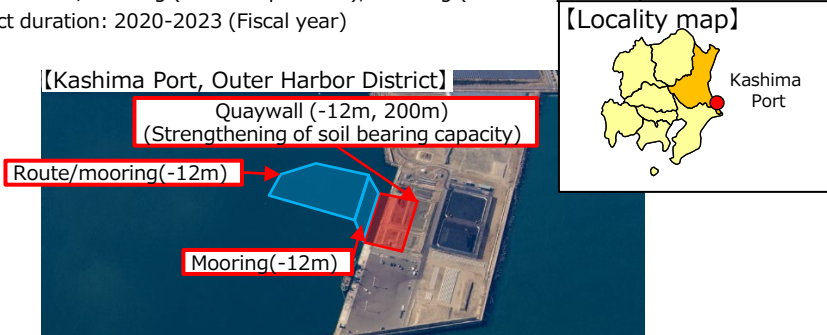 ct duration: 2020-2023 (Fiscal year)
【Locality map】
Kashima
Port
【Kashima Port, Outer Harbor District】
Quaywall (-12m, 200m)
(Strengthening of soil bearing capacity)
Route/mooring(-12m)
Mooring(-12m)